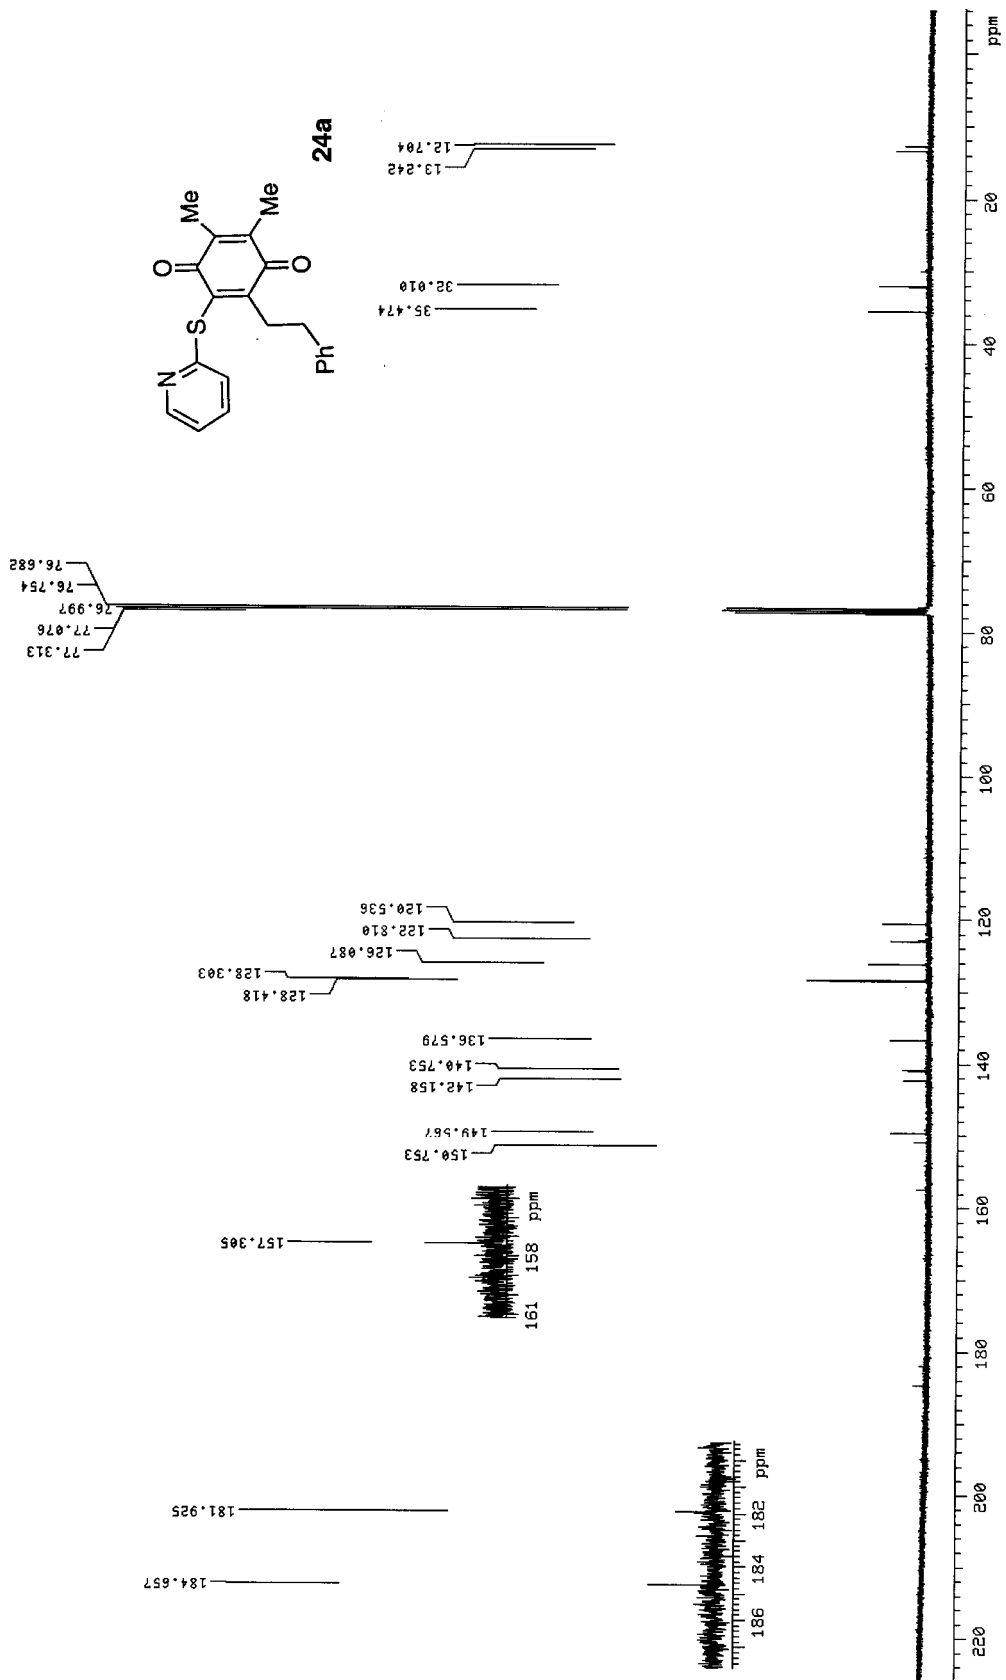 184.657
181.925
157.305
150.753
149.567
142.158
140.753
136.579
128.418
128.303
126.087
122.810
120.536
77.313
77.076
76.997
76.754
76.682
35.474
32.010
13.242
12.704
N
S
O
Me
Me
O
Ph
24a
186 184 182 ppm
161 158 ppm
220 200 180 160 140 120 100 80 60 40 20 ppm